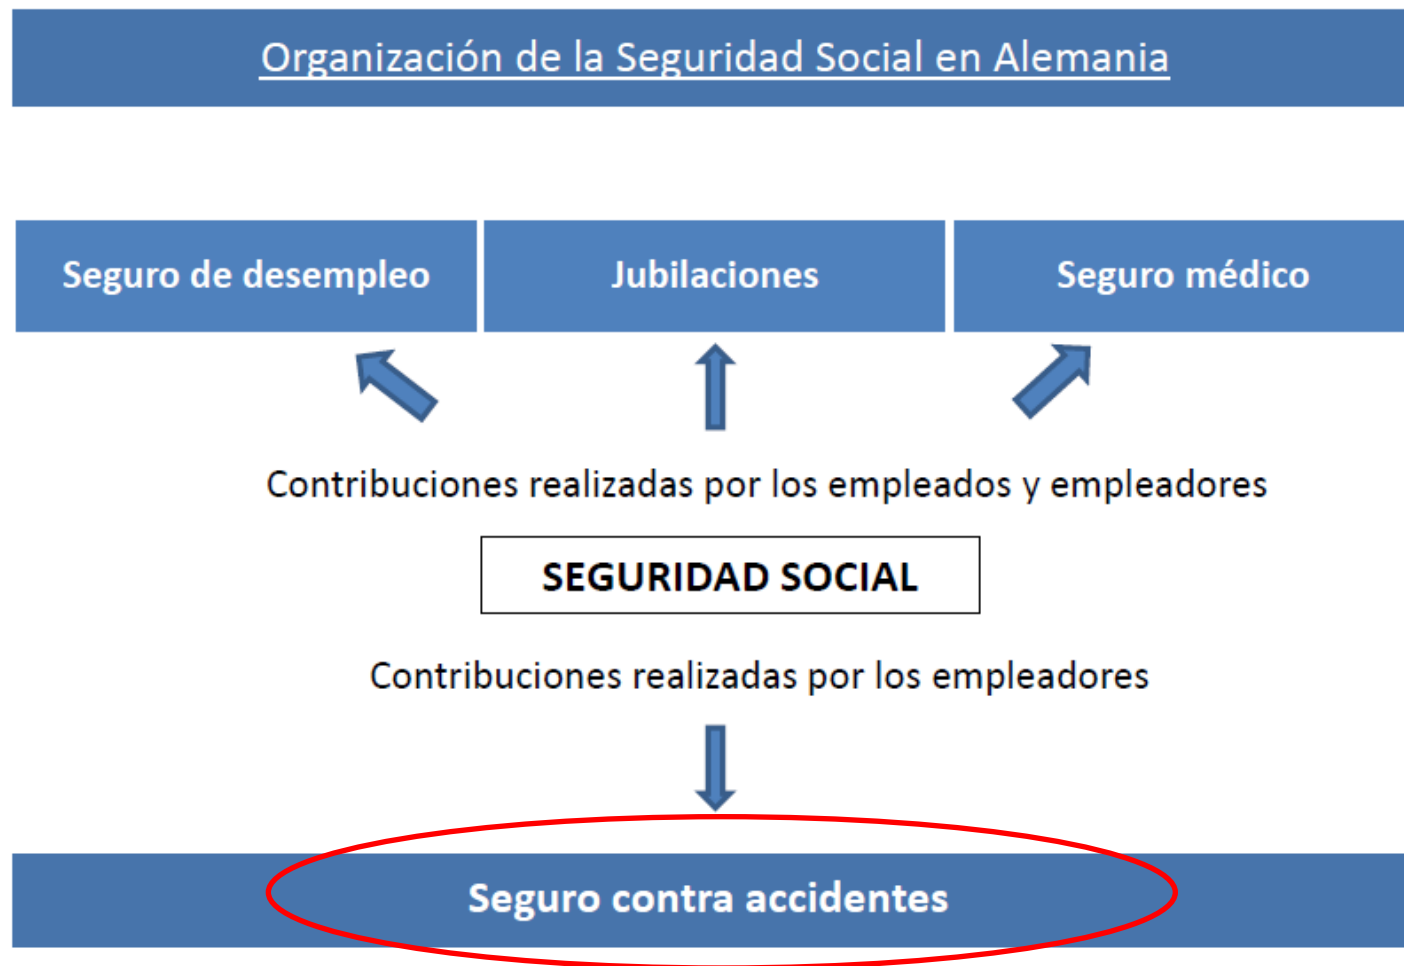 Organización de la Seguridad Social en Alemania
Seguro de desempleo
Jubilaciones
Seguro médico
Contribuciones realizadas por los empleados y empleadores
SEGURIDAD SOCIAL
Contribuciones realizadas por los empleadores
Seguro contra accidentes